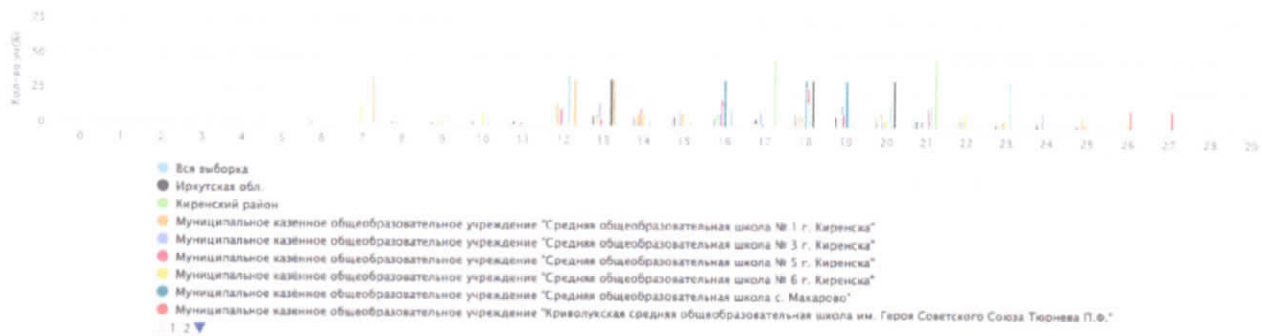 75
Кол-во уч(%)
50
25
0
0 1 2 3 4 5 6 7 8 9 10 11 12 13 14 15 16 17 18 19 20 21 22 23 24 25 26 27 28 29
Вся выборка
Иркутская обл.
Киренский район
Муниципальное казенное общеобразовательное учреждение "Средняя общеобразовательная школа № 1 г. Киренска"
Муниципальное казённое общеобразовательное учреждение "Средняя общеобразовательная школа № 3 г. Киренска"
Муниципальное казённое общеобразовательное учреждение "Средняя общеобразовательная школа № 5 г. Киренска"
Муниципальное казенное общеобразовательное учреждение "Средняя общеобразовательная школа № 6 г. Киренска"
Муниципальное казённое общеобразовательное учреждение "Средняя общеобразовательная школа с. Макарово"
Муниципальное казённое общеобразовательное учреждение "Криволукская средняя общеобразовательная школа им. Героя Советского Союза Тюрнева П.Ф."
1 2